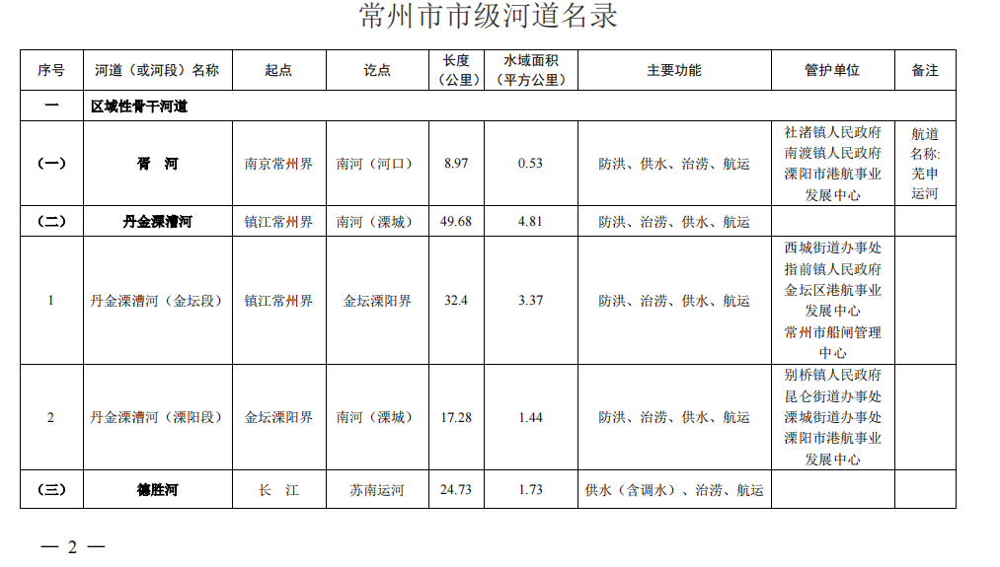 常州市市级河道名录
序号 河道（或河段）名称 起点 讫点 长度（公里） 水域面积（平方公里） 主要功能 管护单位 备注
一 区域性骨干河道
（一） 胥 河 南京常州界 南河（河口） 8.97 0.53 防洪、供水、治涝、航运 社渚镇人民政府 南渡镇人民政府 溧阳市港航事业发展中心 航道名称:芜申运河
（二） 丹金溧漕河 镇江常州界 南河（溧城） 49.68 4.81 防洪、治涝、供水、航运
1 丹金溧漕河（金坛段） 镇江常州界 金坛溧阳界 32.4 3.37 防洪、治涝、供水、航运 西城街道办事处 指前镇人民政府 金坛区港航事业发展中心 常州市船闸管理中心
2 丹金溧漕河（溧阳段） 金坛溧阳界 南河（溧城） 17.28 1.44 防洪、治涝、供水、航运 别桥镇人民政府 昆仑街道办事处 溧城街道办事处 溧阳市港航事业发展中心
（三） 德胜河 长 江 苏南运河 24.73 1.73 供水（含调水）、治涝、航运
— 2 —